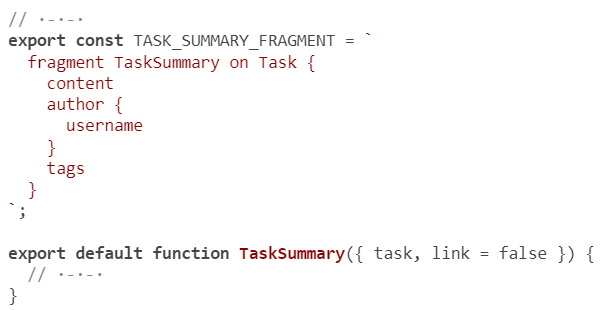 // ·-·-·
export const TASK_SUMMARY_FRAGMENT = `
  fragment TaskSummary on Task {
    content
    author {
      username
    }
    tags
  }
`;

export default function TaskSummary({ task, link = false }) {
  // ·-·-·
}